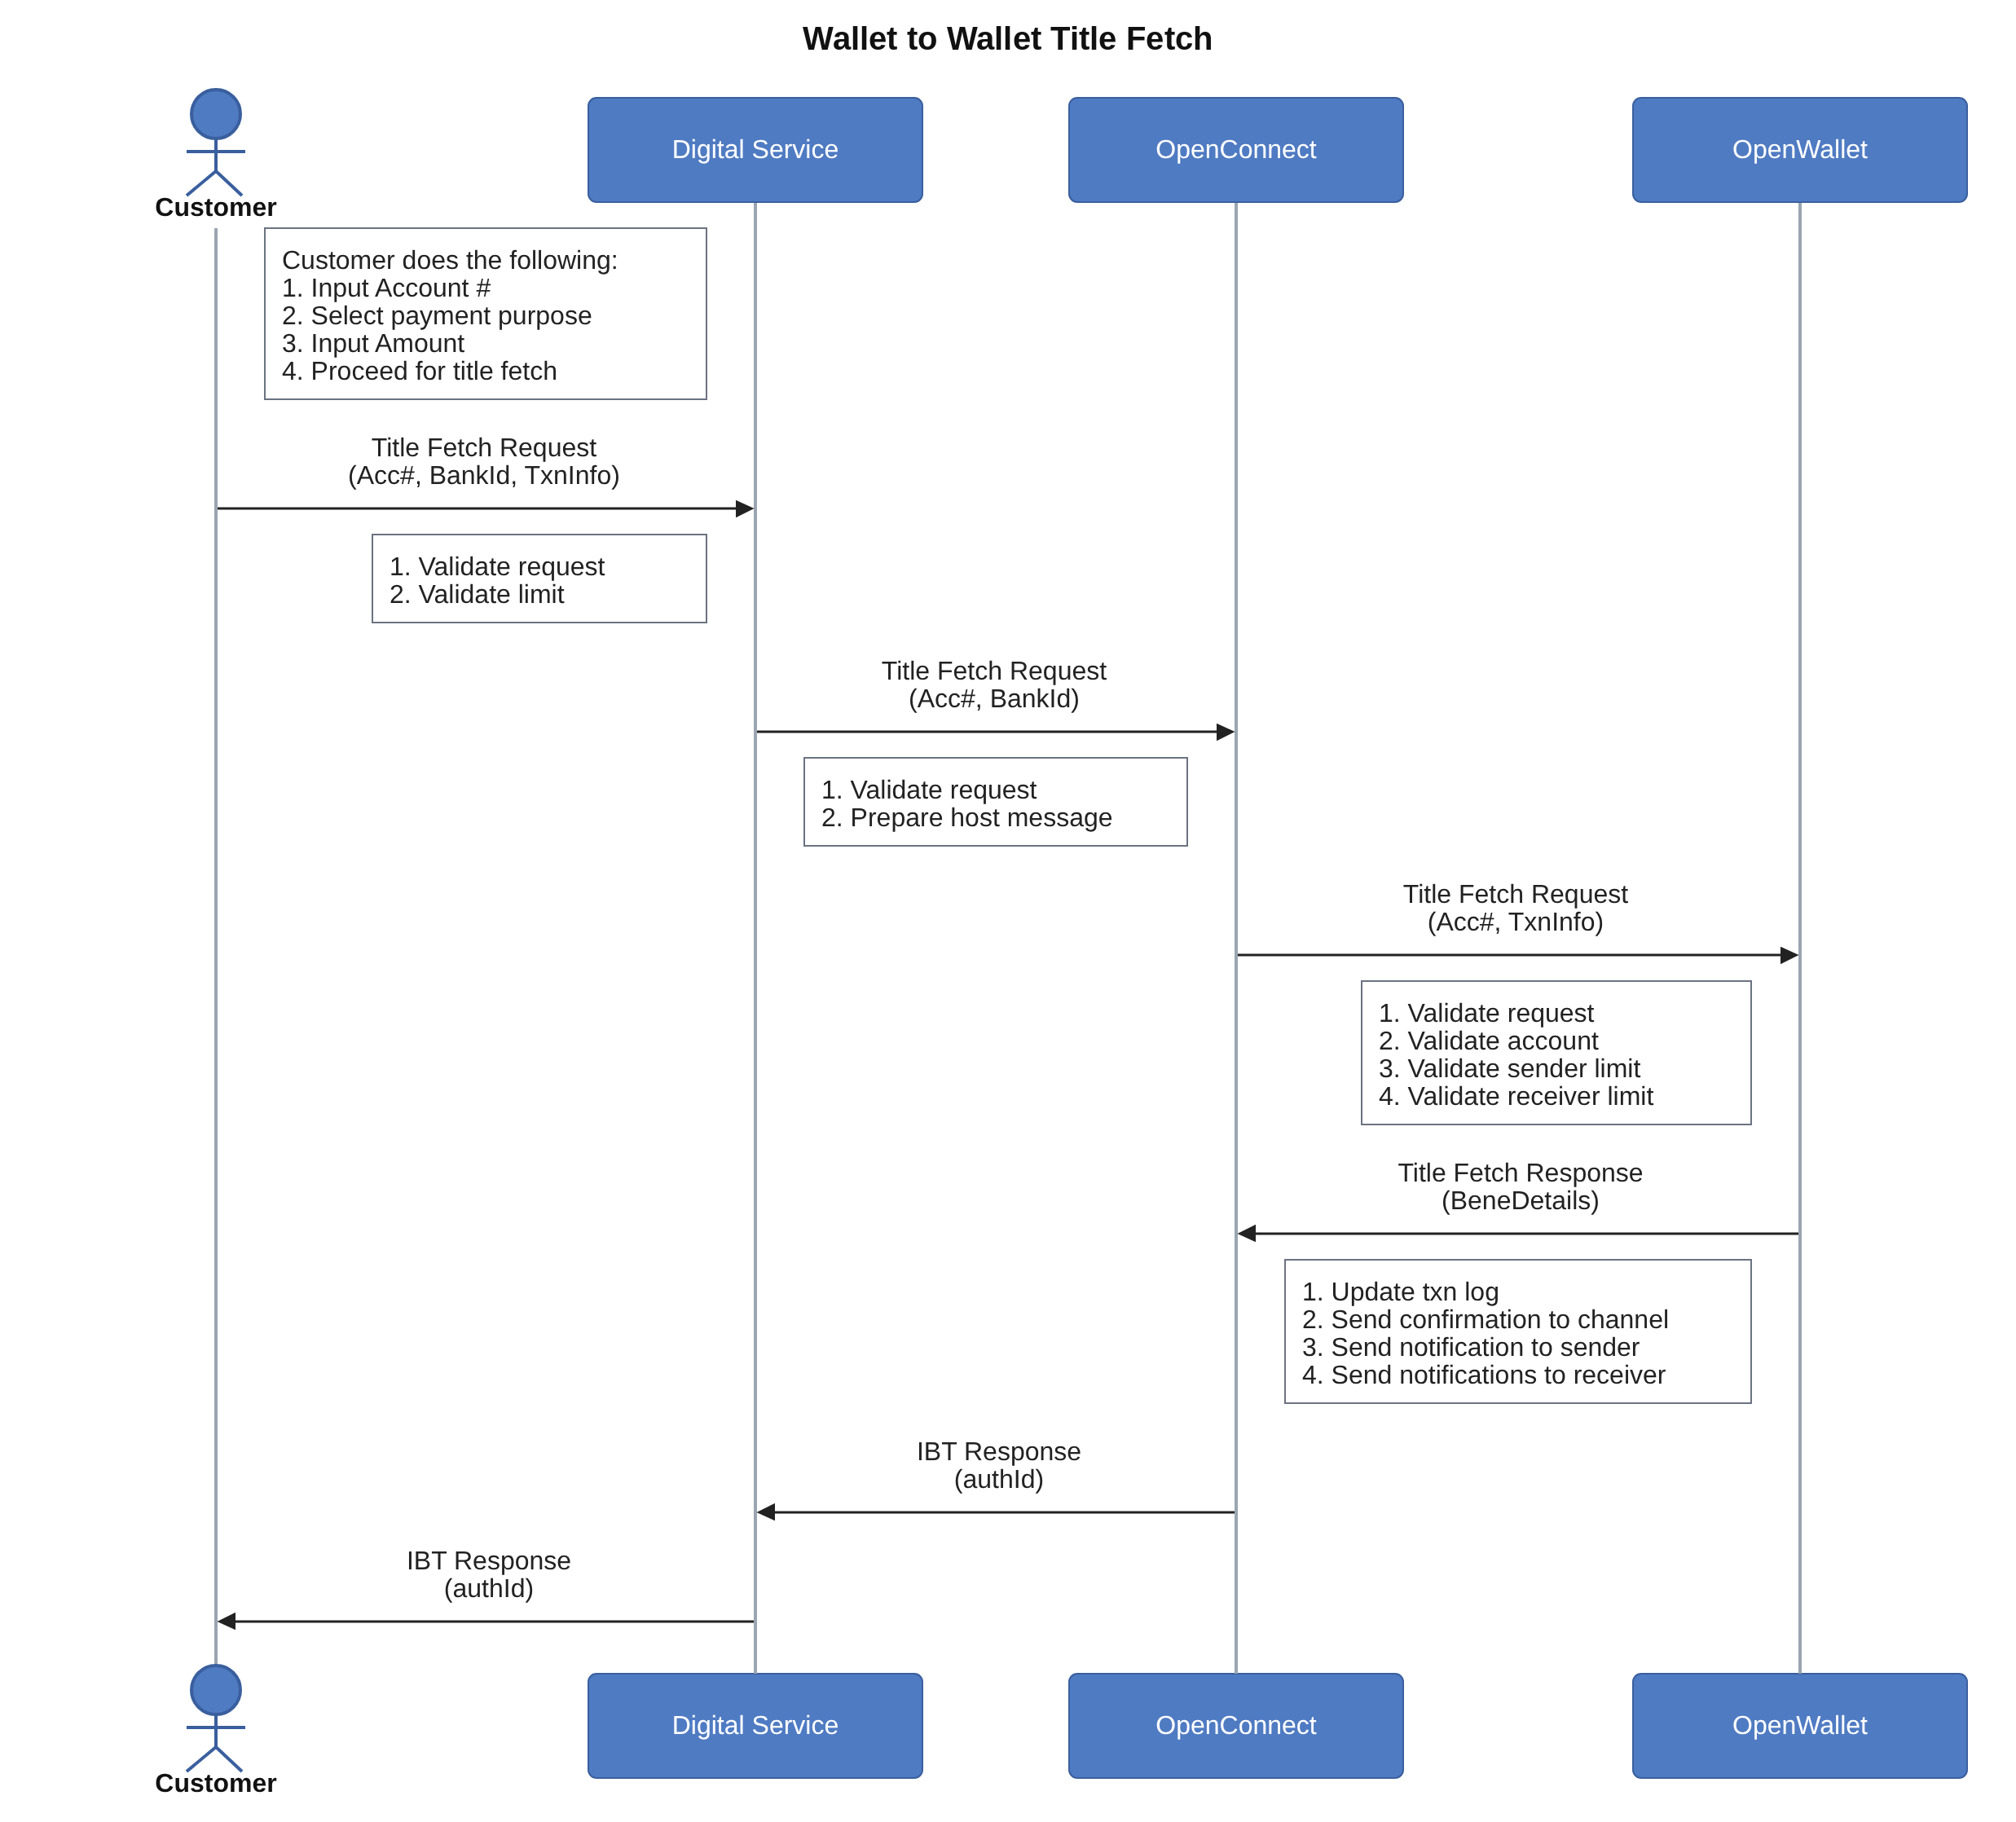 Wallet to Wallet Title Fetch
Customer
Digital Service
OpenConnect
OpenWallet
Customer does the following:
1. Input Account #
2. Select payment purpose
3. Input Amount
4. Proceed for title fetch
Title Fetch Request
(Acc#, BankId, TxnInfo)
1. Validate request
2. Validate limit
Title Fetch Request
(Acc#, BankId)
1. Validate request
2. Prepare host message
Title Fetch Request
(Acc#, TxnInfo)
1. Validate request
2. Validate account
3. Validate sender limit
4. Validate receiver limit
Title Fetch Response
(BeneDetails)
1. Update txn log
2. Send confirmation to channel
3. Send notification to sender
4. Send notifications to receiver
IBT Response
(authId)
IBT Response
(authId)
Customer
Digital Service
OpenConnect
OpenWallet